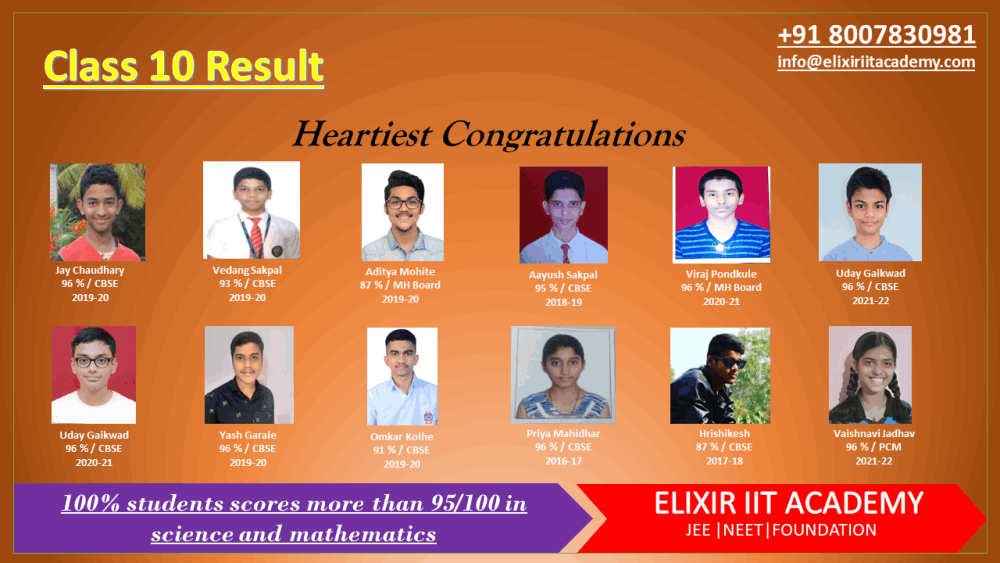 Class 10 Result
+91 8007830981
info@elixiriitacademy.com
Heartiest Congratulations
Jay Chaudhary
96 % / CBSE
2019-20
Vedang Sakpal
93 % / CBSE
2019-20
Aditya Mohite
87 % / MH Board
2019-20
Aayush Sakpal
95 % / CBSE
2018-19
Viraj Pondkule
96 % / MH Board
2020-21
Uday Gaikwad
96 % / CBSE
2021-22
Uday Gaikwad
96 % / CBSE
2020-21
Yash Garale
96 % / CBSE
2019-20
Omkar Kolhe
91 % / CBSE
2019-20
Priya Mahidhar
96 % / CBSE
2016-17
Hrishikesh
87 % / CBSE
2017-18
Vaishnavi Jadhav
96 % / PCM
2021-22
100% students scores more than 95/100 in
science and mathematics
ELIXIR IIT ACADEMY
JEE |NEET|FOUNDATION